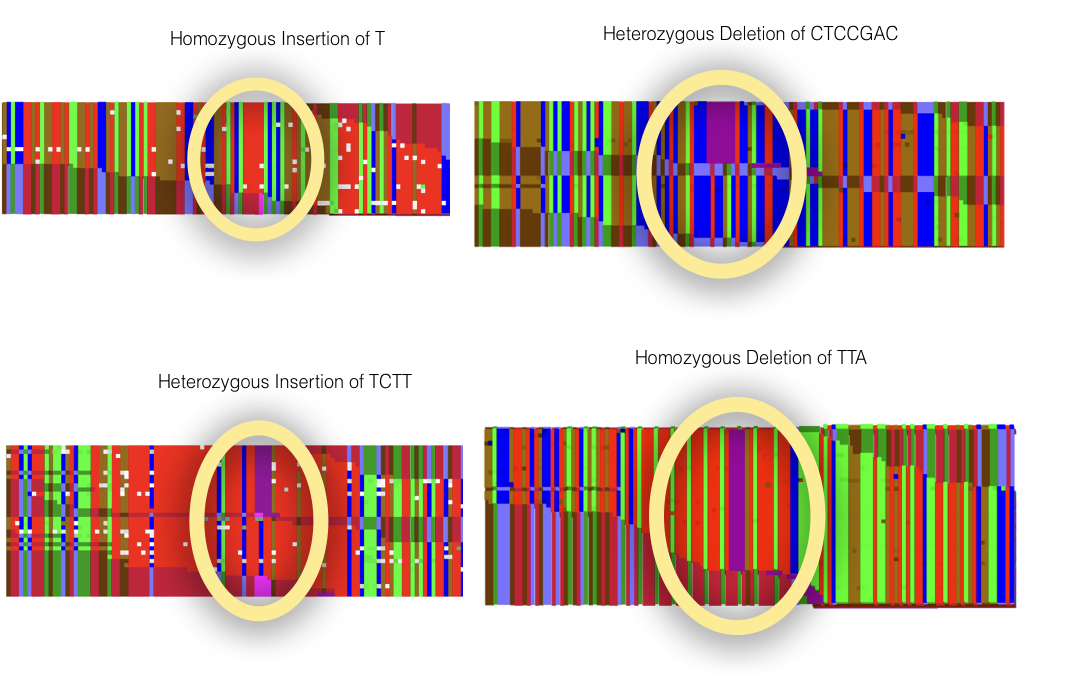 Homozygous Insertion of T
Heterozygous Deletion of CTCCGAC
Heterozygous Insertion of TCTT
Homozygous Deletion of TTA